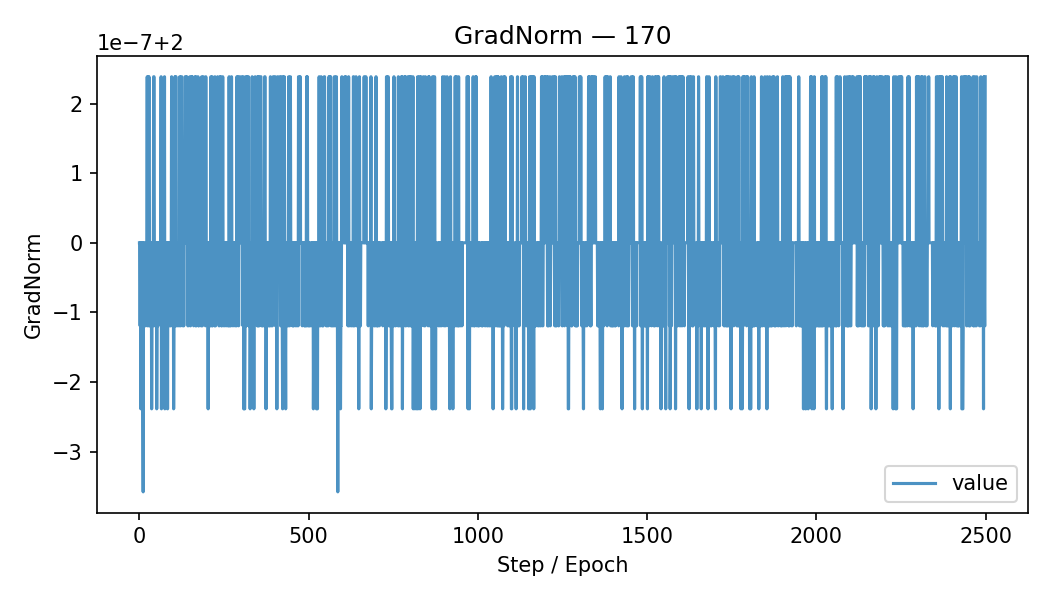 GradNorm — 170
1e−7+2
2
1
0
−1
−2
−3
GradNorm
0 500 1000 1500 2000 2500
Step / Epoch
value